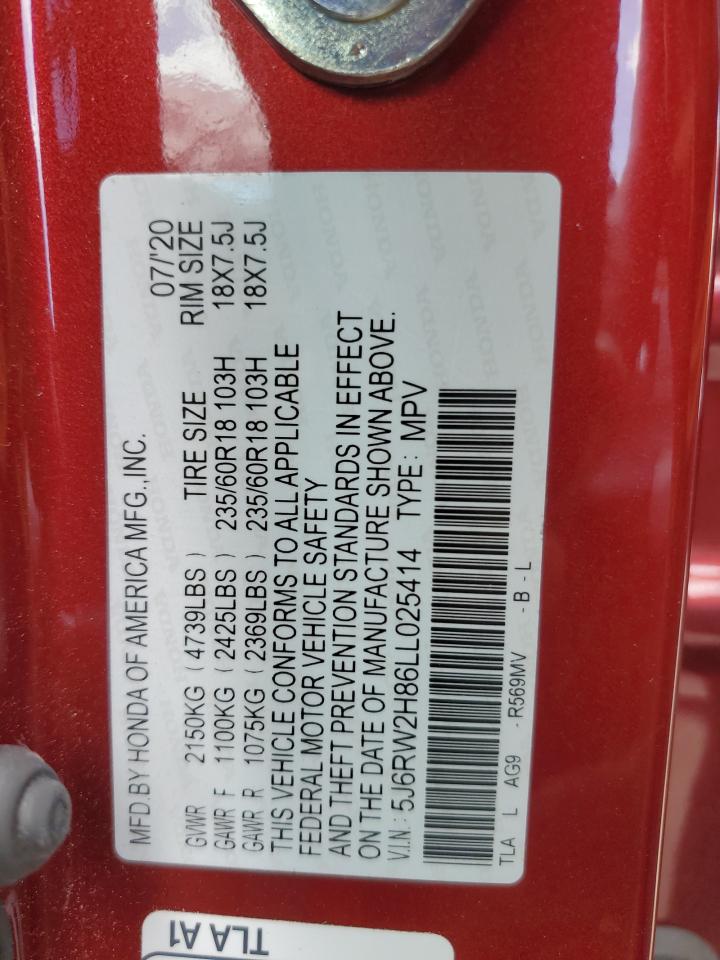 MFD.BY HONDA OF AMERICA MFG.,INC. 07/'20
GVWR 2150KG ( 4739LBS ) TIRE SIZE RIM SIZE
GAWR F 1100KG ( 2425LBS ) 235/60R18 103H 18X7.5J
GAWR R 1075KG ( 2369LBS ) 235/60R18 103H 18X7.5J
THIS VEHICLE CONFORMS TO ALL APPLICABLE
FEDERAL MOTOR VEHICLE SAFETY
AND THEFT PREVENTION STANDARDS IN EFFECT
ON THE DATE OF MANUFACTURE SHOWN ABOVE.
V.I.N.: 5J6RW2H86LL025414 TYPE: MPV
TLA L AG9 - R569MV - B - L
TLA A1